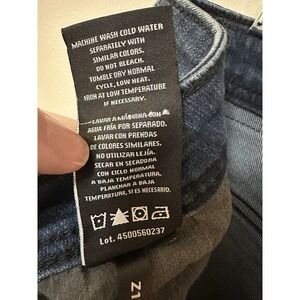 MACHINE WASH COLD WATER
SEPARATELY WITH
SIMILAR COLORS.
DO NOT BLEACH.
TUMBLE DRY NORMAL
CYCLE, LOW HEAT.
IRON AT LOW TEMPERATURE
IF NECESSARY.
LAVAR A MÁQUINA CON
AGUA FRÍA POR SEPARADO.
LAVAR CON PRENDAS
DE COLORES SIMILARES.
NO UTILIZAR LEJÍA.
SECAR EN SECADORA
CON CICLO NORMAL
A BAJA TEMPERATURA.
PLANCHAR A BAJA
TEMPERATURA, SI ES NECESARIO.
Lot. 4500560237